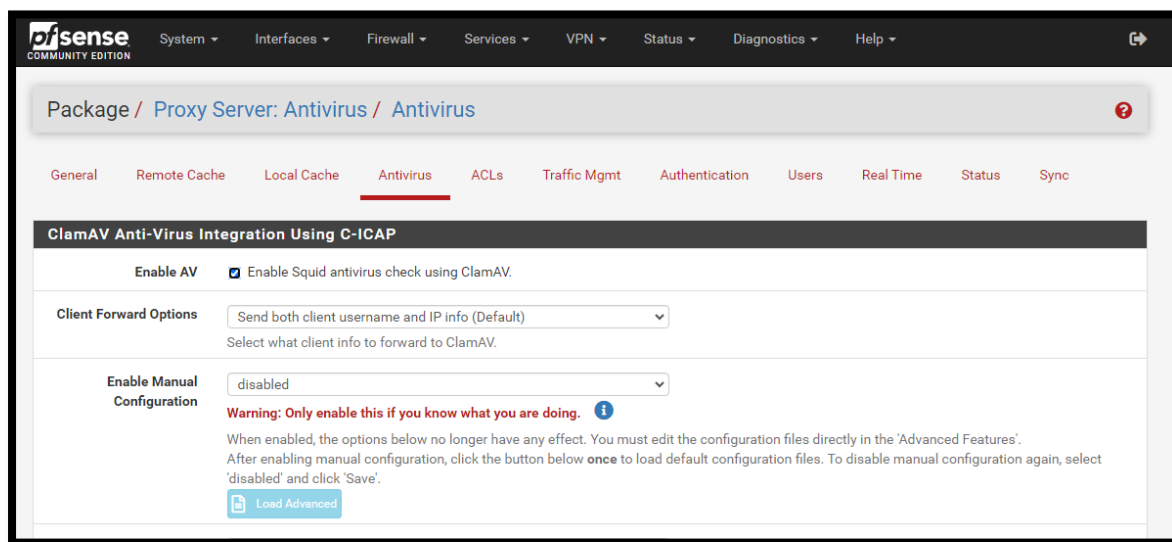 pfsense System Interfaces Firewall Services VPN Status Diagnostics Help
COMMUNITY EDITION
Package / Proxy Server: Antivirus / Antivirus
General Remote Cache Local Cache Antivirus ACLs Traffic Mgmt Authentication Users Real Time Status Sync
ClamAV Anti-Virus Integration Using C-ICAP
Enable AV Enable Squid antivirus check using ClamAV.
Client Forward Options Send both client username and IP info (Default)
Select what client info to forward to ClamAV.
Enable Manual disabled
Configuration Warning: Only enable this if you know what you are doing.
When enabled, the options below no longer have any effect. You must edit the configuration files directly in the 'Advanced Features'.
After enabling manual configuration, click the button below once to load default configuration files. To disable manual configuration again, select
'disabled' and click 'Save'.
Load Advanced